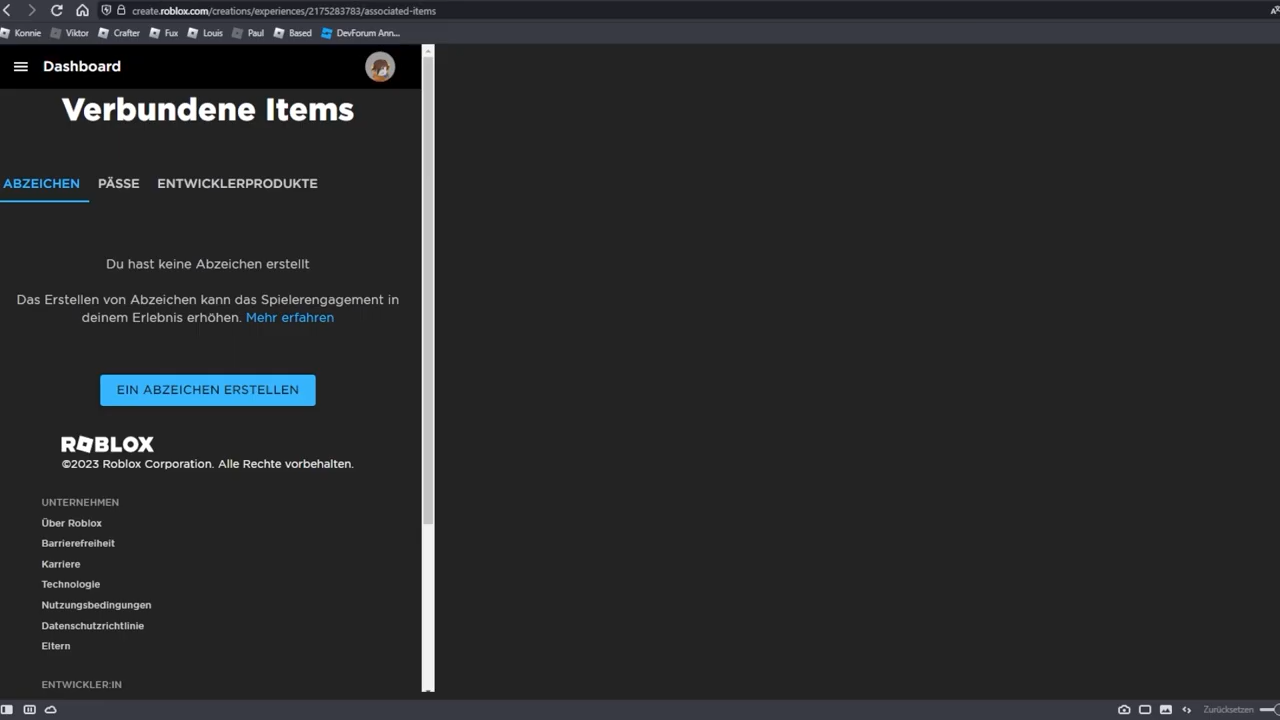 create.roblox.com/creations/experiences/2175283783/associated-items
Konnie Viktor Crafter Fux Louis Paul Based DevForum Ann...
Dashboard
Verbundene Items
ABZEICHEN PÄSSE ENTWICKLERPRODUKTE
Du hast keine Abzeichen erstellt
Das Erstellen von Abzeichen kann das Spielerengagement in
deinem Erlebnis erhöhen. Mehr erfahren
EIN ABZEICHEN ERSTELLEN
ROBLOX
©2023 Roblox Corporation. Alle Rechte vorbehalten.
UNTERNEHMEN
Über Roblox
Barrierefreiheit
Karriere
Technologie
Nutzungsbedingungen
Datenschutzrichtlinie
Eltern
ENTWICKLER:IN
Zurücksetzen